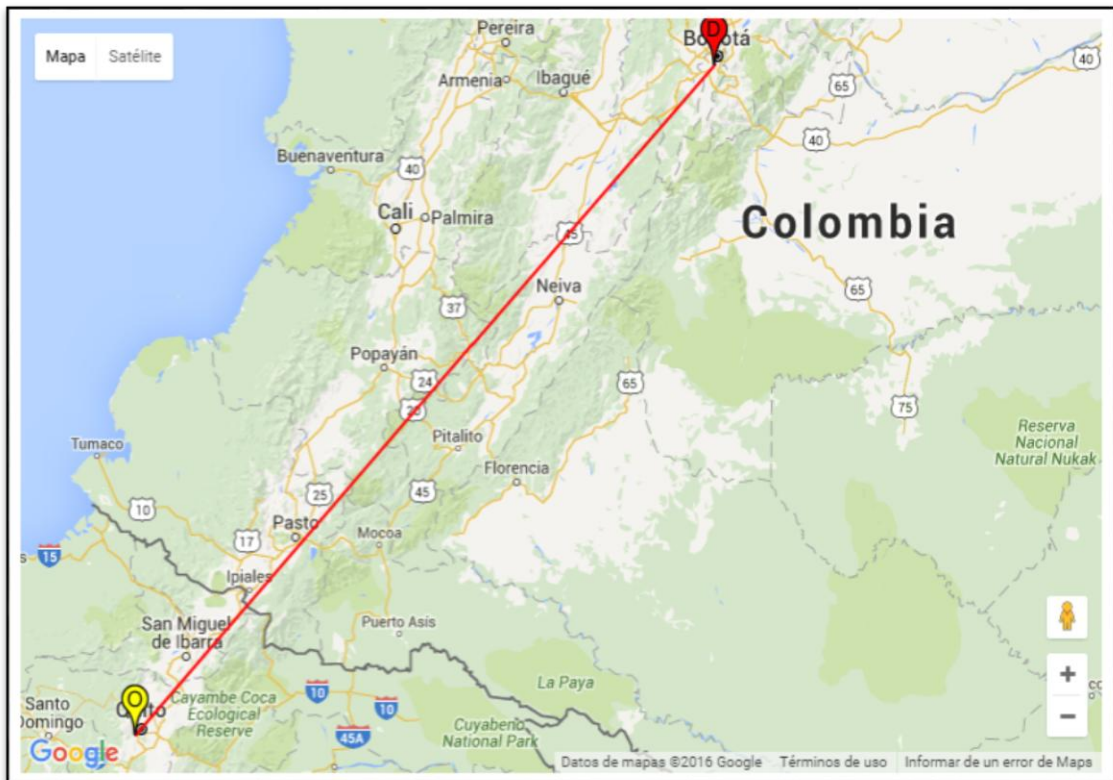 Mapa Satélite
Pereira
D
Bogotá
Armenia
Ibagué
40
65
40
Buenaventura
40
Cali
Palmira
Colombia
45
65
Neiva
37
Popayán
24
65
20
75
Tumaco
Pitalito
Reserva
Nacional
Natural Nukak
Florencia
25
45
10
Pasto
17
Mocoa
15
Ipiales
San Miguel
de Ibarra
Puerto Asís
+
La Paya
10
10
O
Quito
Cayambe Coca
Ecological
Reserve
Santo
Domingo
Cuyabeno
National Park
45A
−
Google
Datos de mapas ©2016 Google Términos de uso Informar de un error de Maps